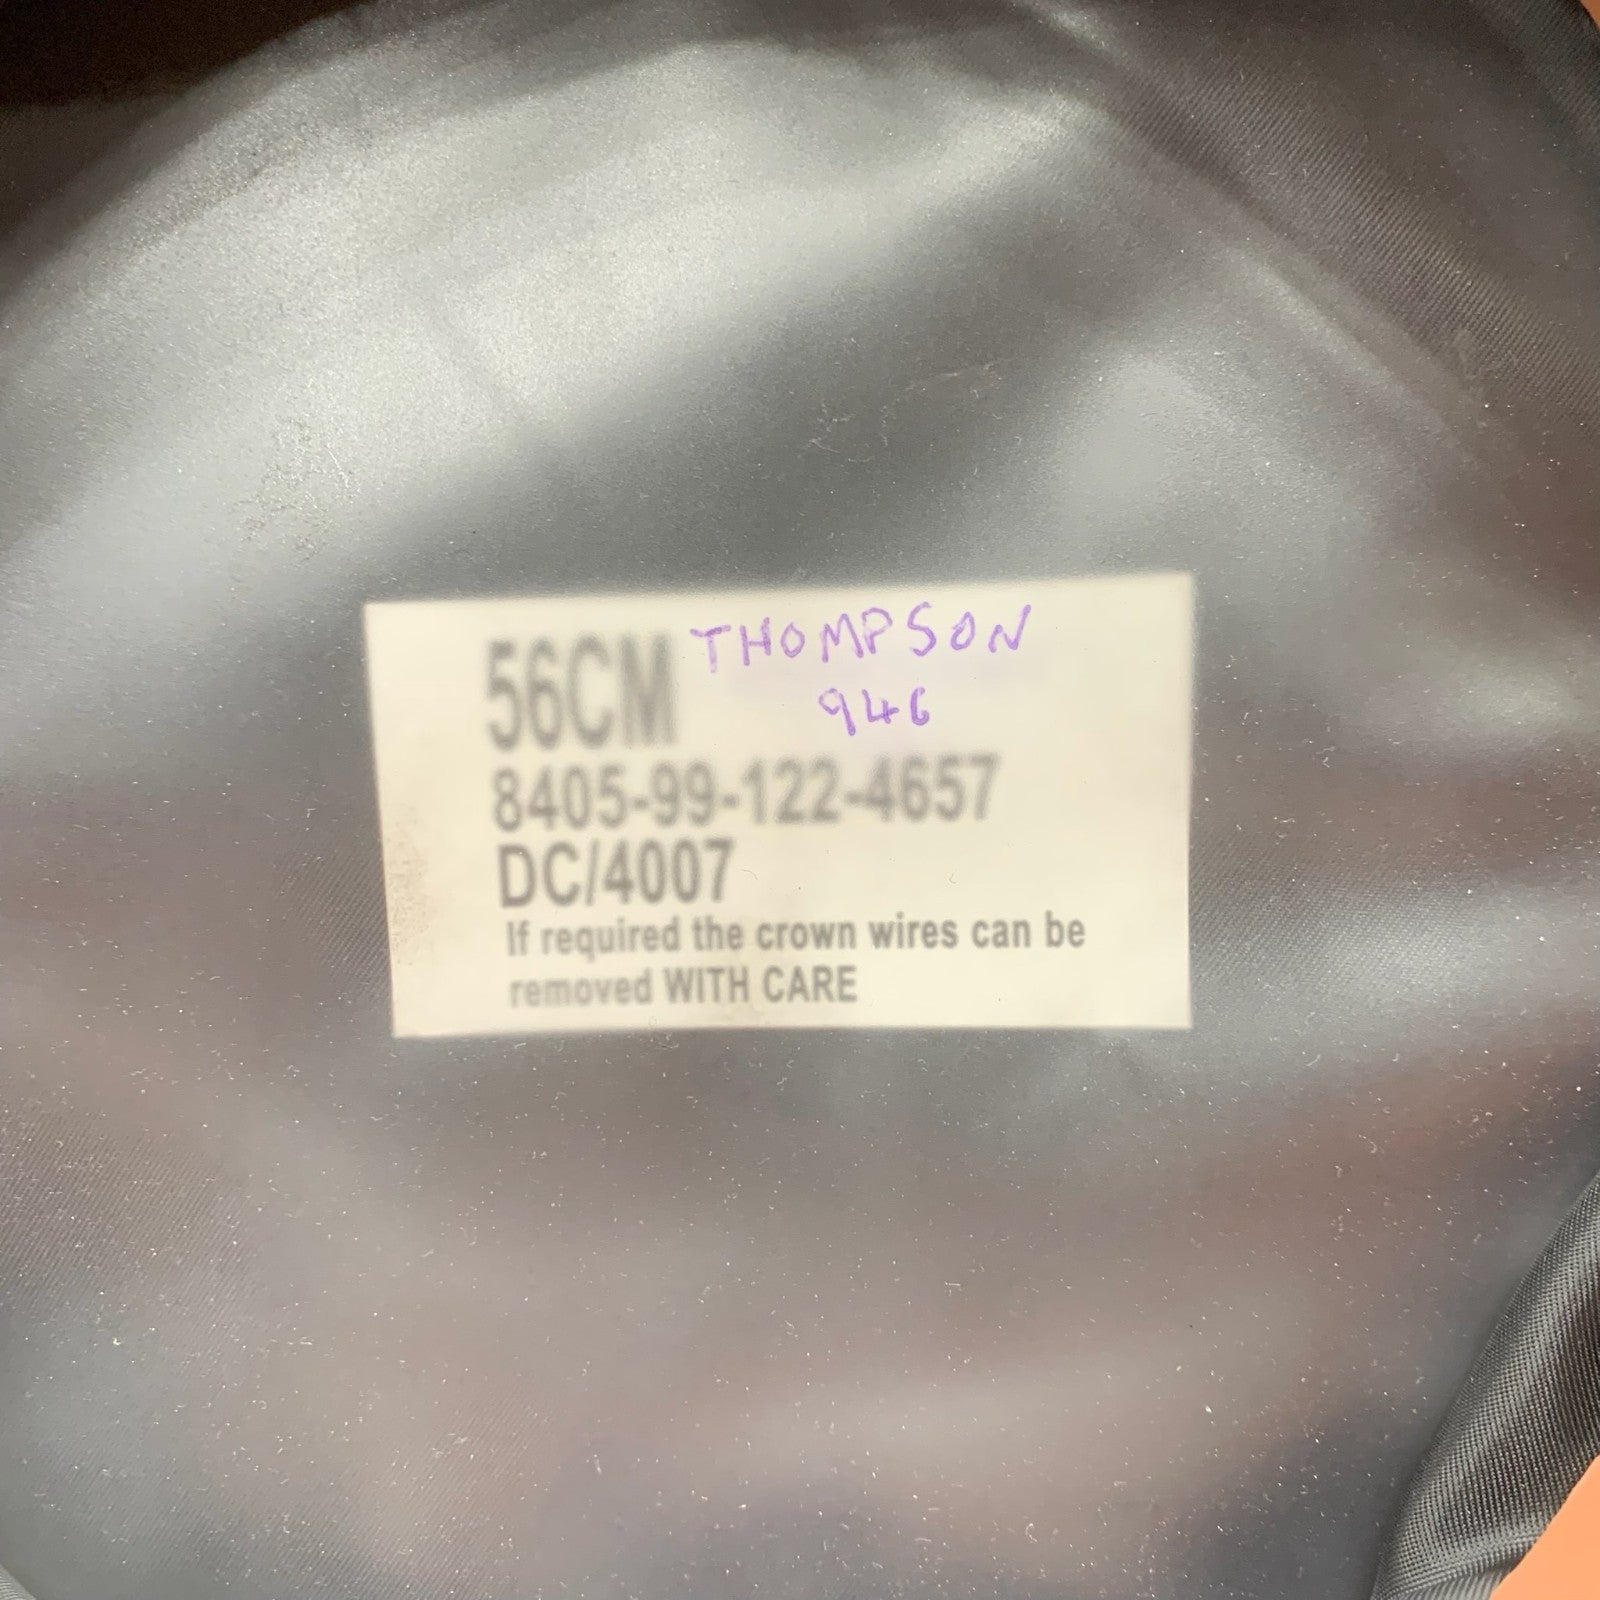 56CM THOMPSON
946
8405-99-122-4657
DC/4007
If required the crown wires can be
removed WITH CARE